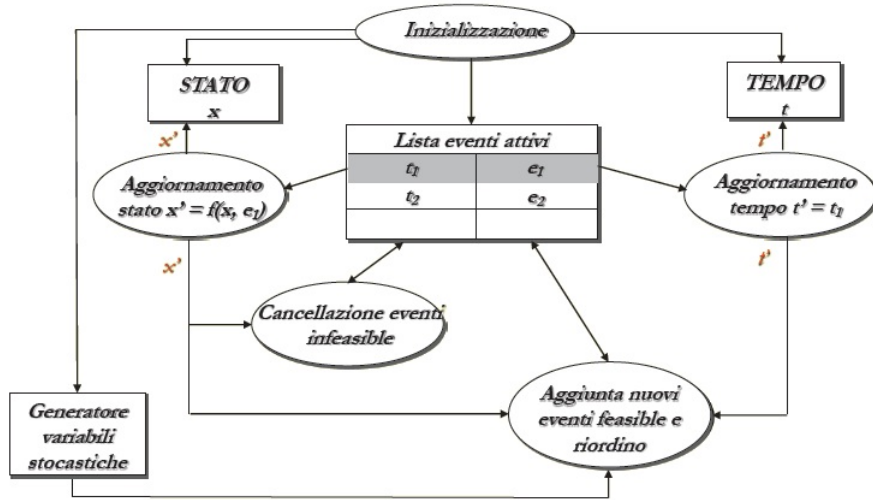 Inizializzazione
STATO
x
TEMPO
t
x'
t'
Lista eventi attivi
t1 e1
t2 e2
Aggiornamento
stato x' = f(x, e1)
Aggiornamento
tempo t' = t1
x'
t'
Cancellazione eventi
infeasible
Generatore
variabili
stocastiche
Aggiunta nuovi
eventi feasible e
riordino